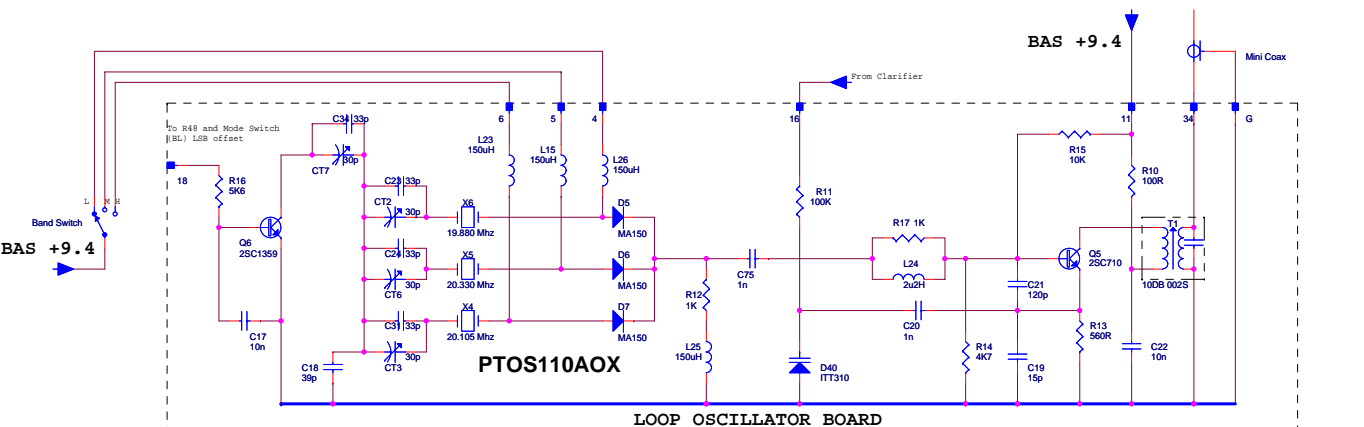 BAS +9.4
Mini Coax
From Clarifier
To R48 and Mode Switch
(BL) LSB offset
C34 33p
30p
CT7
6
5
4
16
11
34
G
18
R16
5K6
L23
150uH
L15
150uH
L26
150uH
R15
10K
R10
100R
L M H
Band Switch
BAS +9.4
Q6
2SC1359
C23 33p
CT2
30p
X6
19.880 Mhz
D5
MA150
R11
100K
R17 1K
L24
2u2H
T1
Q5
2SC710
10DB 002S
C24 33p
30p
CT6
X5
20.330 Mhz
D6
MA150
C75
1n
R12
1K
C21
120p
C17
10n
C31 33p
30p
CT3
X4
20.105 Mhz
D7
MA150
C20
1n
R13
560R
C18
39p
PTOS110AOX
L25
150uH
D40
ITT310
R14
4K7
C19
15p
C22
10n
LOOP OSCILLATOR BOARD